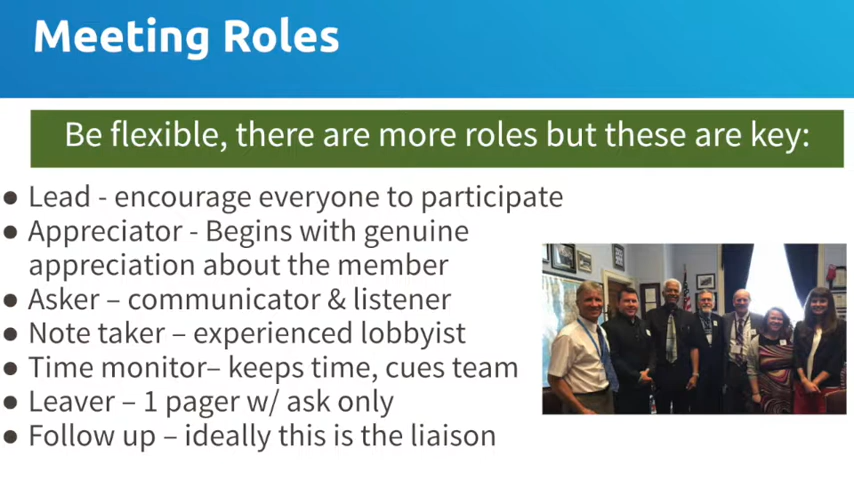 Meeting Roles
Be flexible, there are more roles but these are key:
● Lead - encourage everyone to participate
● Appreciator - Begins with genuine
appreciation about the member
● Asker – communicator & listener
● Note taker – experienced lobbyist
● Time monitor– keeps time, cues team
● Leaver – 1 pager w/ ask only
● Follow up – ideally this is the liaison